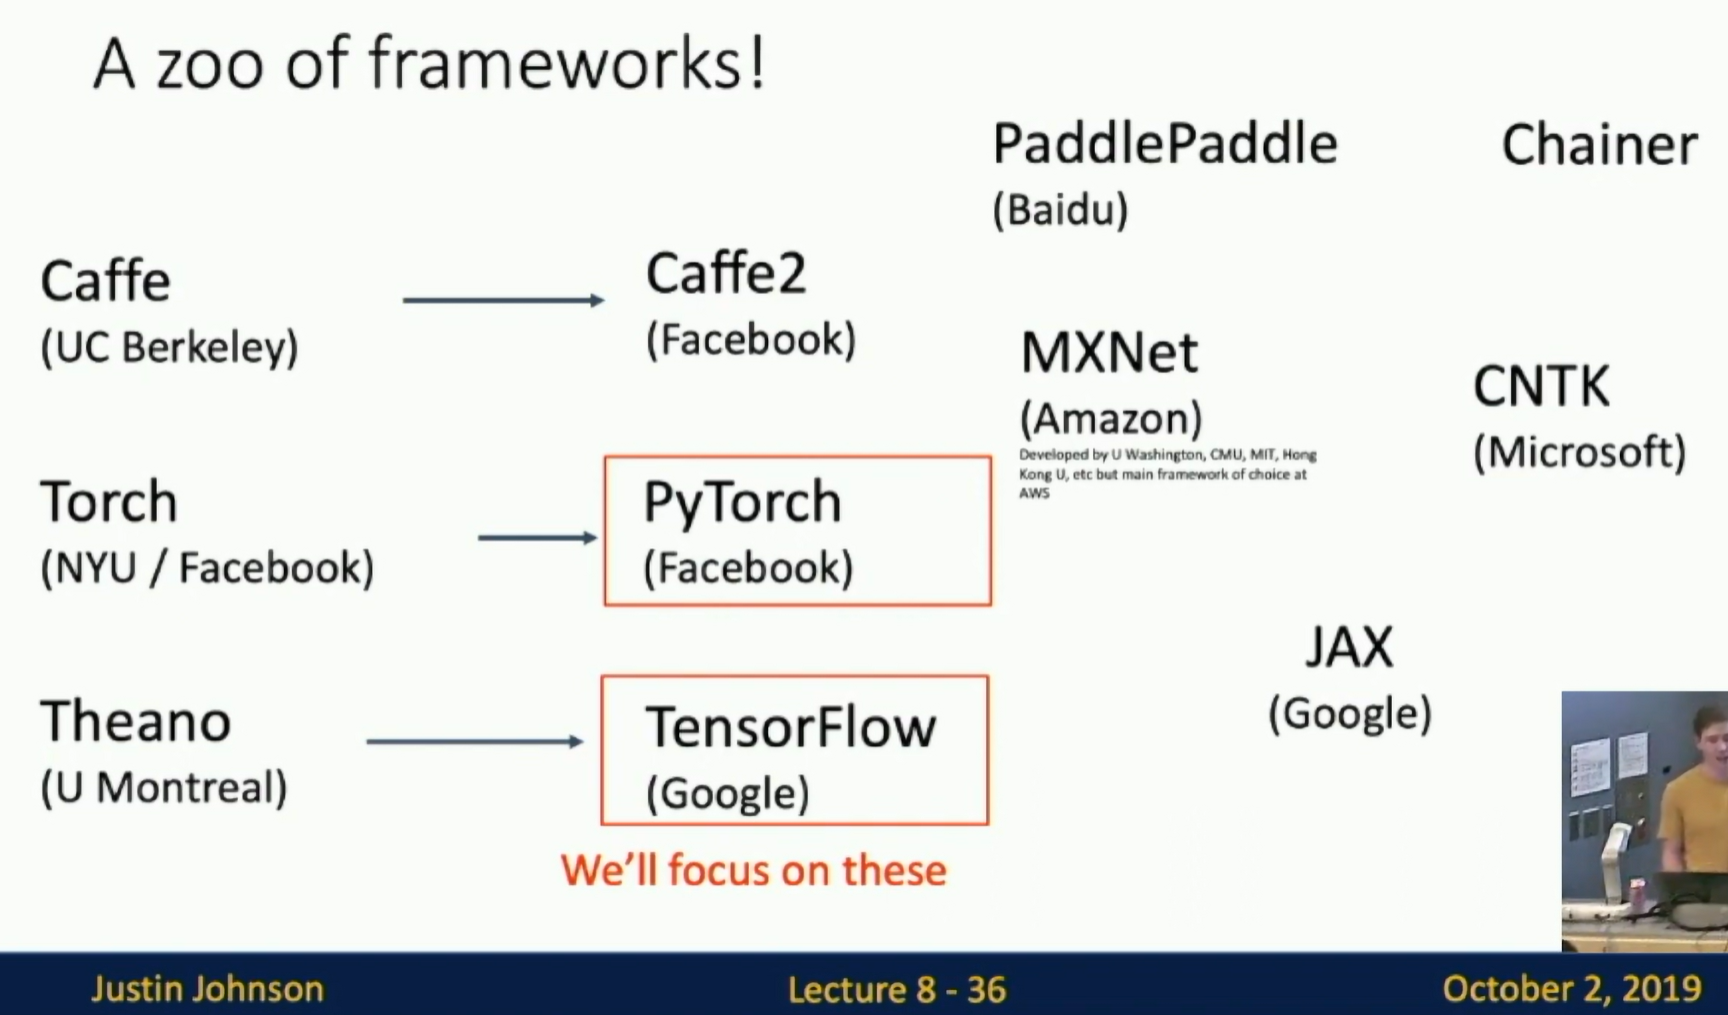 A zoo of frameworks!
PaddlePaddle
(Baidu)
Chainer
Caffe
(UC Berkeley)
Caffe2
(Facebook)
MXNet
(Amazon)
Developed by U Washington, CMU, MIT, Hong
Kong U, etc but main framework of choice at
AWS
CNTK
(Microsoft)
Torch
(NYU / Facebook)
PyTorch
(Facebook)
JAX
(Google)
Theano
(U Montreal)
TensorFlow
(Google)
We'll focus on these
Justin Johnson
Lecture 8 - 36
October 2, 2019